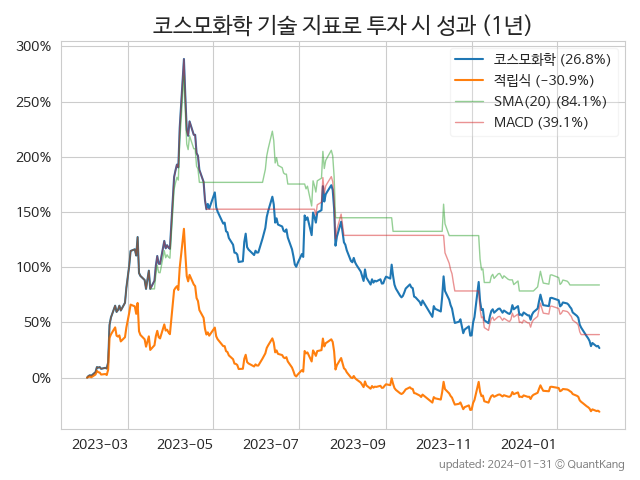 코스모화학 기술 지표로 투자 시 성과 (1년)
300%
250%
200%
150%
100%
50%
0%
코스모화학 (26.8%)
적립식 (−30.9%)
SMA(20) (84.1%)
MACD (39.1%)
2023-03
2023-05
2023-07
2023-09
2023-11
2024-01
updated: 2024-01-31 © QuantKang